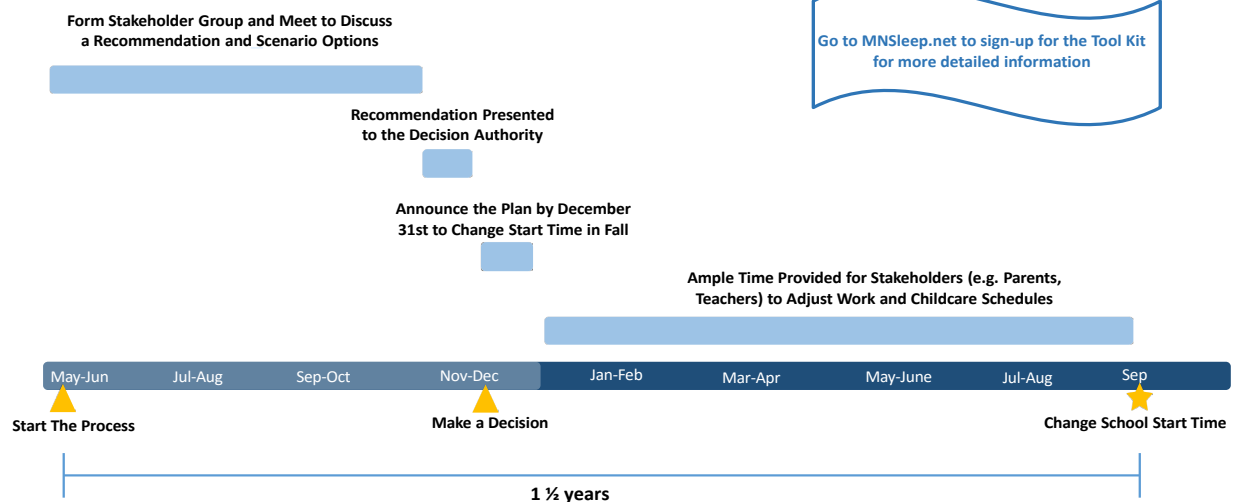 Form Stakeholder Group and Meet to Discuss
a Recommendation and Scenario Options
Go to MNSleep.net to sign-up for the Tool Kit
for more detailed information
Recommendation Presented
to the Decision Authority
Announce the Plan by December
31st to Change Start Time in Fall
Ample Time Provided for Stakeholders (e.g. Parents,
Teachers) to Adjust Work and Childcare Schedules
May-Jun Jul-Aug Sep-Oct Nov-Dec Jan-Feb Mar-Apr May-June Jul-Aug Sep
Start The Process Make a Decision Change School Start Time
1 ½ years